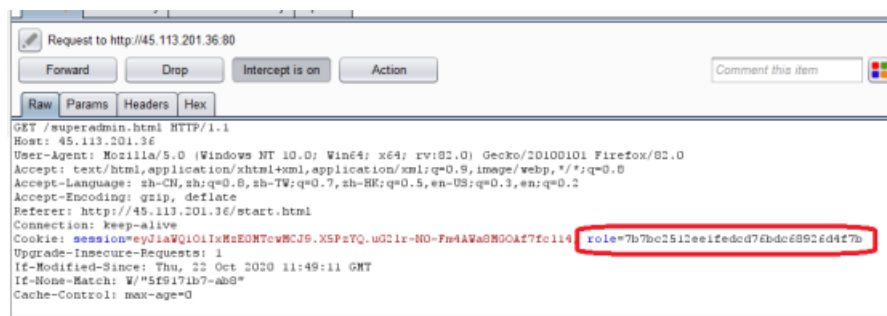 Request to http://45.113.201.36:80
Forward Drop Intercept is on Action Comment this item
Raw Params Headers Hex
GET /superadmin.html HTTP/1.1
Host: 45.113.201.36
User-Agent: Mozilla/5.0 (Windows NT 10.0; Win64; x64; rv:82.0) Gecko/20100101 Firefox/82.0
Accept: text/html,application/xhtml+xml,application/xml;q=0.9,image/webp,*/*;q=0.8
Accept-Language: zh-CN,zh;q=0.8,zh-TW;q=0.7,zh-HK;q=0.5,en-US;q=0.3,en;q=0.2
Accept-Encoding: gzip, deflate
Referer: http://45.113.201.36/start.html
Connection: keep-alive
Cookie: role=7b7bc2512ee1fedcd76bdc68926d4f7b
Upgrade-Insecure-Requests: 1
If-Modified-Since: Thu, 22 Oct 2020 11:49:11 GMT
If-None-Match: W/"5f9171b7-ab8"
Cache-Control: max-age=0